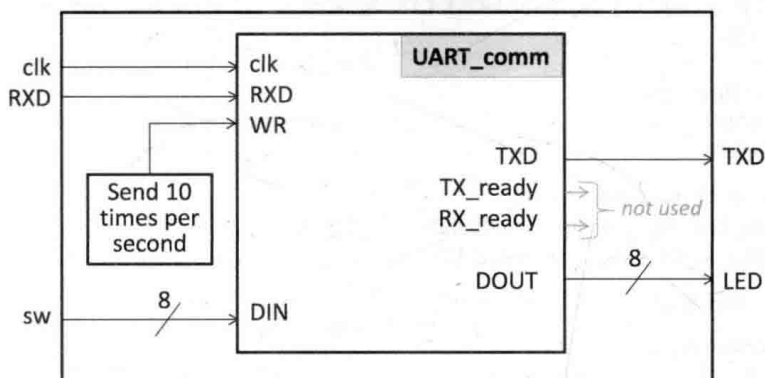 UART_comm
clk
clk
RXD
RXD
WR
Send 10
times per
second
TXD
TXD
TX_ready
RX_ready
not used
DOUT
8
LED
sw
8
DIN